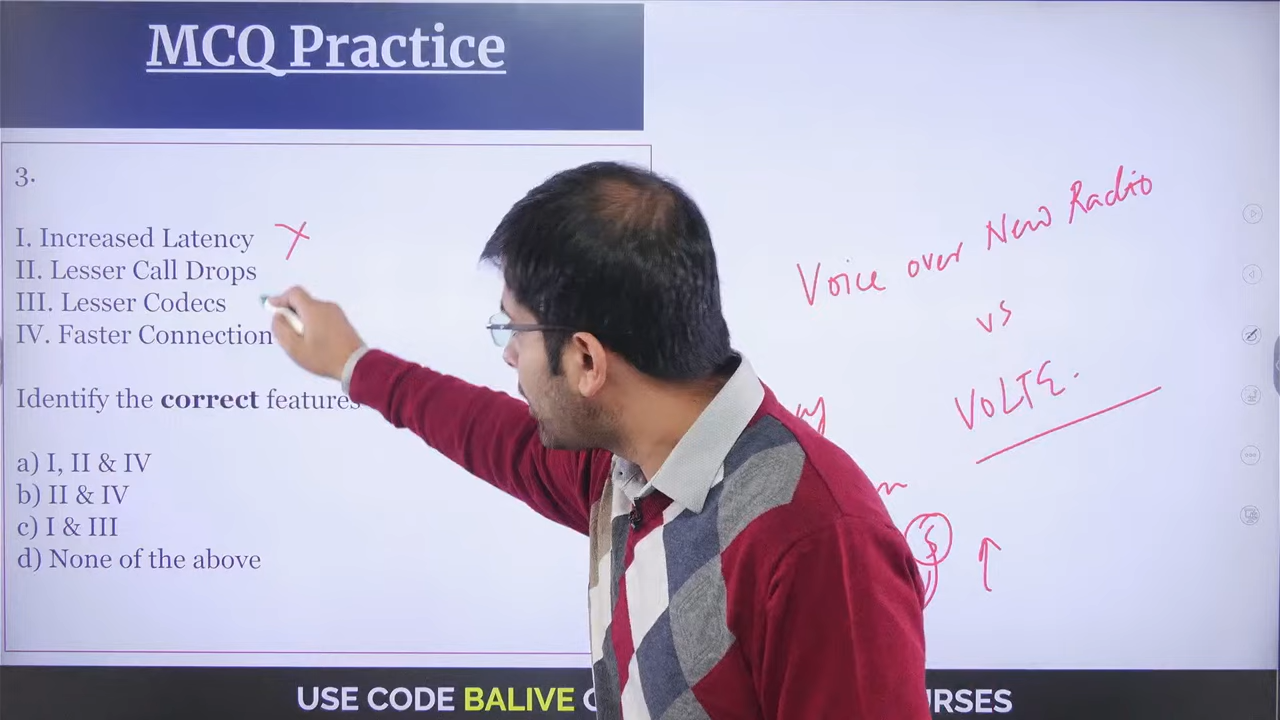 MCQ Practice
3.
I. Increased Latency X
II. Lesser Call Drops
III. Lesser Codecs
IV. Faster Connection
Identify the correct features
a) I, II & IV
b) II & IV
c) I & III
d) None of the above
Voice over New Radio
vs
VOLTE.
USE CODE BALIVE